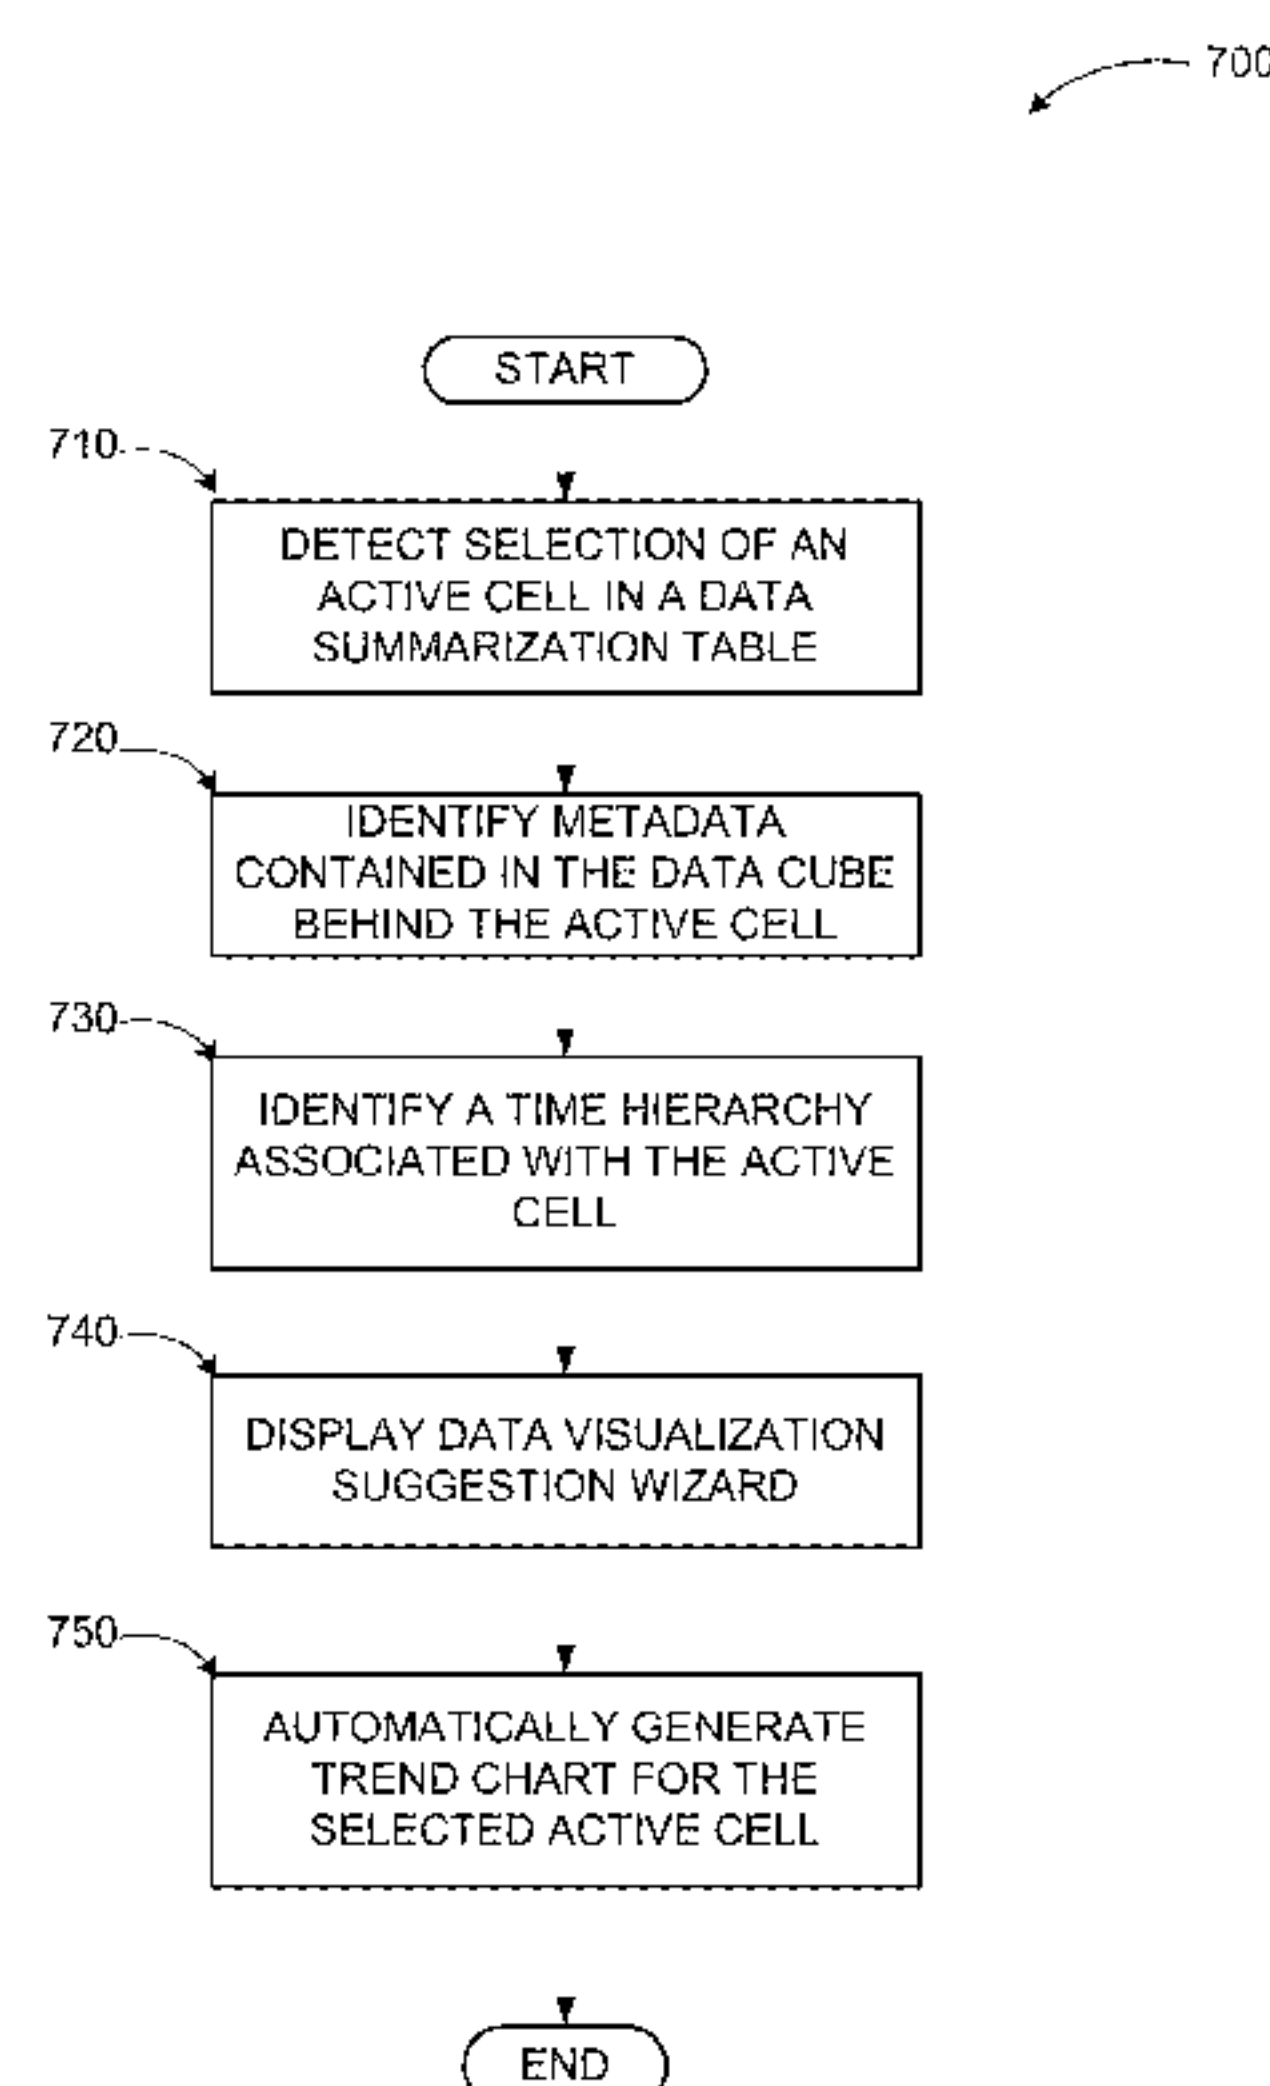 700
START
710
DETECT SELECTION OF AN
ACTIVE CELL IN A DATA
SUMMARIZATION TABLE
720
IDENTIFY METADATA
CONTAINED IN THE DATA CUBE
BEHIND THE ACTIVE CELL
730
IDENTIFY A TIME HIERARCHY
ASSOCIATED WITH THE ACTIVE
CELL
740
DISPLAY DATA VISUALIZATION
SUGGESTION WIZARD
750
AUTOMATICALLY GENERATE
TREND CHART FOR THE
SELECTED ACTIVE CELL
END